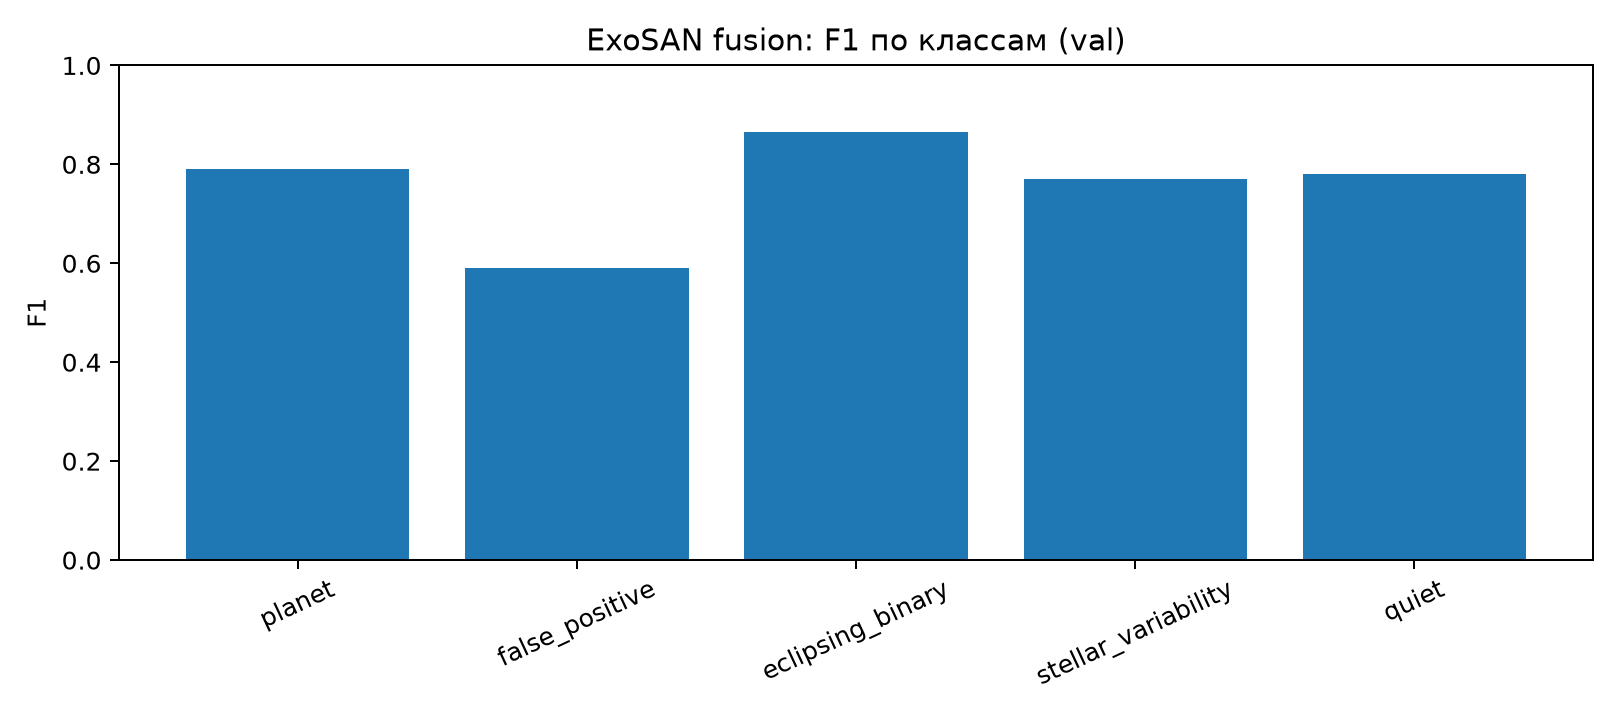 ExoSAN fusion: F1 по классам (val)
1.0
0.8
0.6
0.4
0.2
0.0
F1
planet
false_positive
eclipsing_binary
stellar_variability
quiet